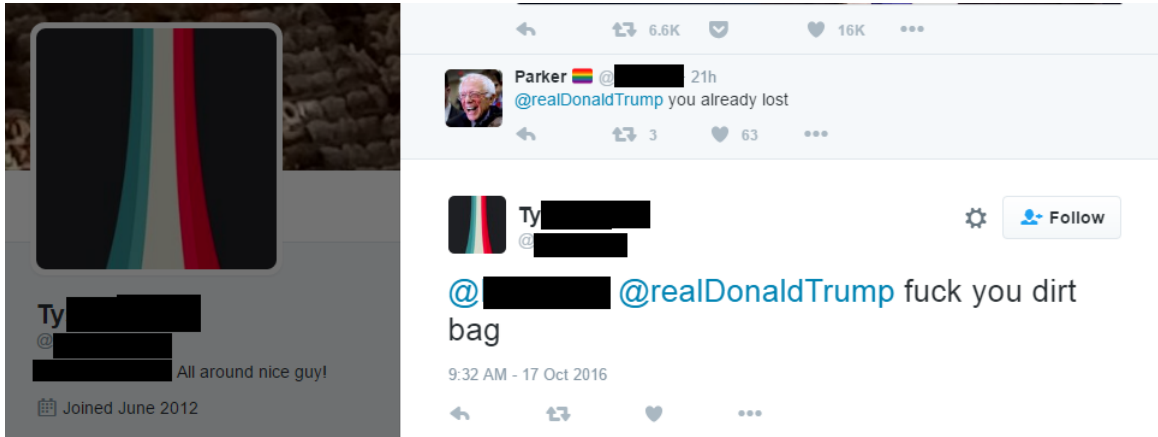 Ty
@
All around nice guy!
Joined June 2012
6.6K 16K
Parker @ 21h
@realDonaldTrump you already lost
3 63
Ty
@
Follow
@ @realDonaldTrump fuck you dirt
bag
9:32 AM - 17 Oct 2016